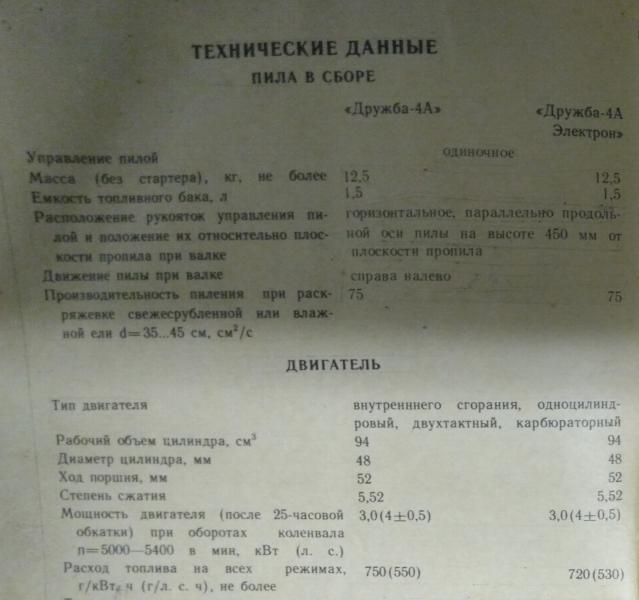 ТЕХНИЧЕСКИЕ ДАННЫЕ
ПИЛА В СБОРЕ
«Дружба-4А» «Дружба-4А
Электрон»
Управление пилой одиночное
Масса (без стартера), кг, не более 12,5 12,5
Емкость топливного бака, л 1,5 1,5
Расположение рукояток управления пи- горизонтальное, параллельно продоль-
лой и положение их относительно плос- ной оси пилы на высоте 450 мм от
кости пропила при валке плоскости пропила
Движение пилы при валке справа налево
Производительность пиления при раск- 75 75
ряжевке свежесрубленной или влаж-
ной ели d=35...45 см, см²/с
ДВИГАТЕЛЬ
Тип двигателя внутреннего сгорания, одноцилинд-
ровый, двухтактный, карбюраторный
Рабочий объем цилиндра, см³ 94 94
Диаметр цилиндра, мм 48 48
Ход поршня, мм 52 52
Степень сжатия 5,52 5,52
Мощность двигателя (после 25-часовой 3,0(4±0,5) 3,0(4±0,5)
обкатки) при оборотах коленвала
n=5000—5400 в мин, кВт (л. с.)
Расход топлива на всех режимах, 750(550) 720(530)
г/кВт. ч (г/л. с. ч), не более